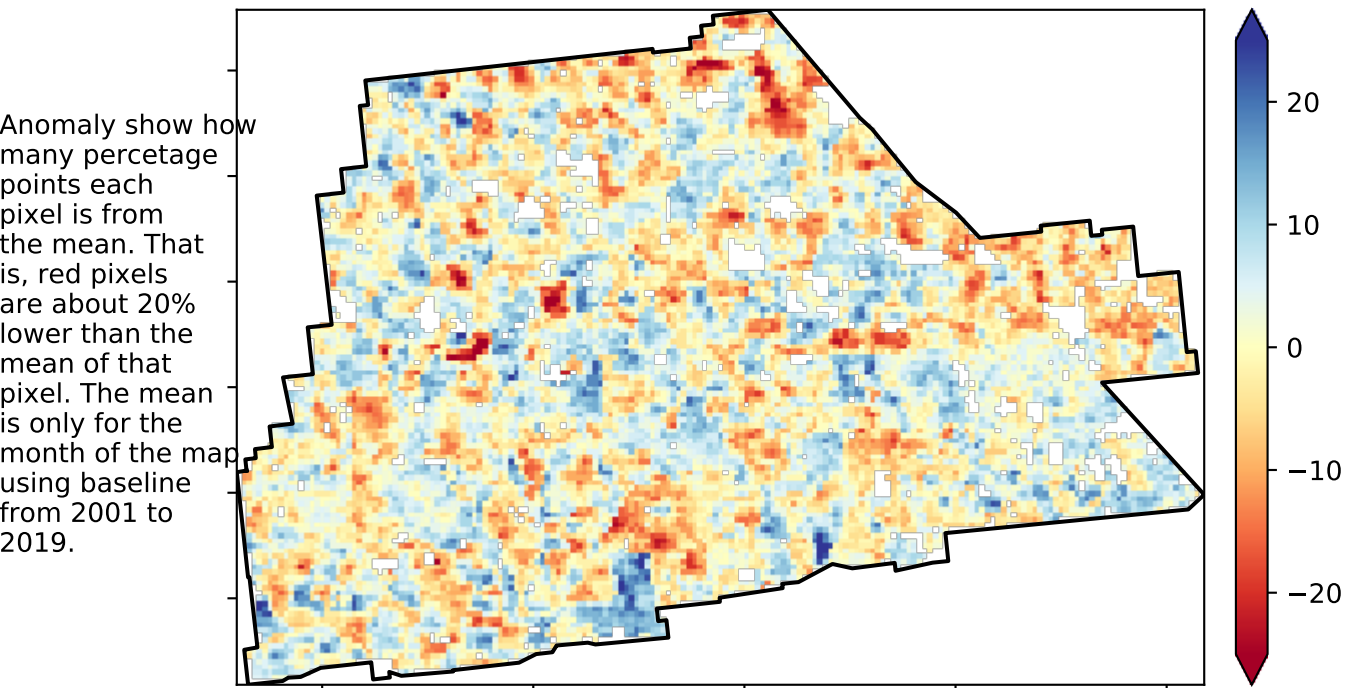 Anomaly show how
many percetage
points each
pixel is from
the mean. That
is, red pixels
are about 20%
lower than the
mean of that
pixel. The mean
is only for the
month of the map
using baseline
from 2001 to
2019.
20
10
0
−10
−20